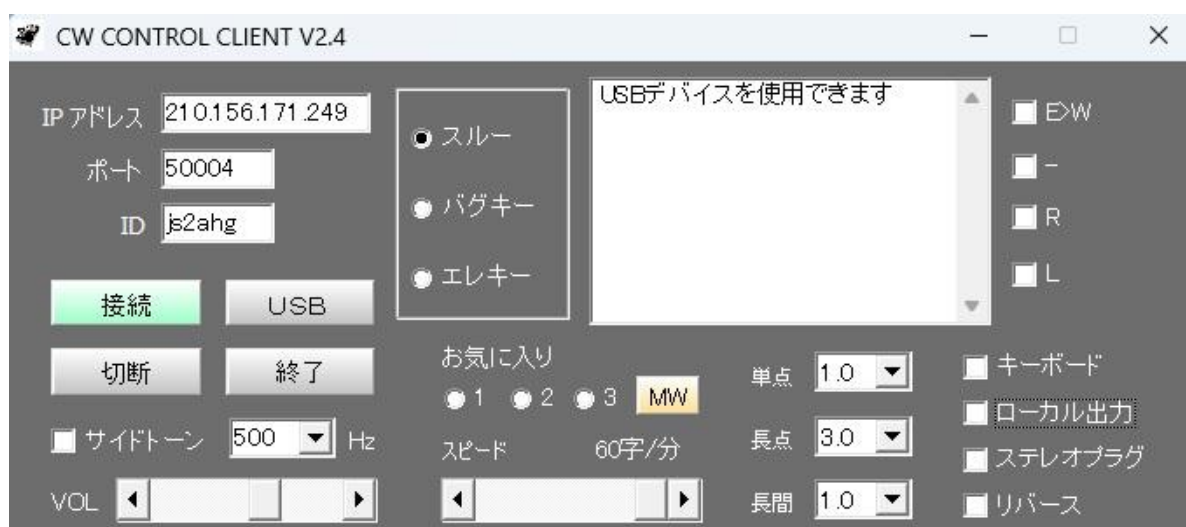 CW CONTROL CLIENT V2.4
IP アドレス 210.156.171.249
ポート 50004
ID js2ahg
接続 USB
切断 終了
サイドトーン 500 Hz
VOL
スルー
バグキー
エレキー
お気に入り
1 2 3 MW
スピード 60字/分
USBデバイスを使用できます
単点 1.0
長点 3.0
長間 1.0
E>W
-
R
L
キーボード
ローカル出力
ステレオプラグ
リバース